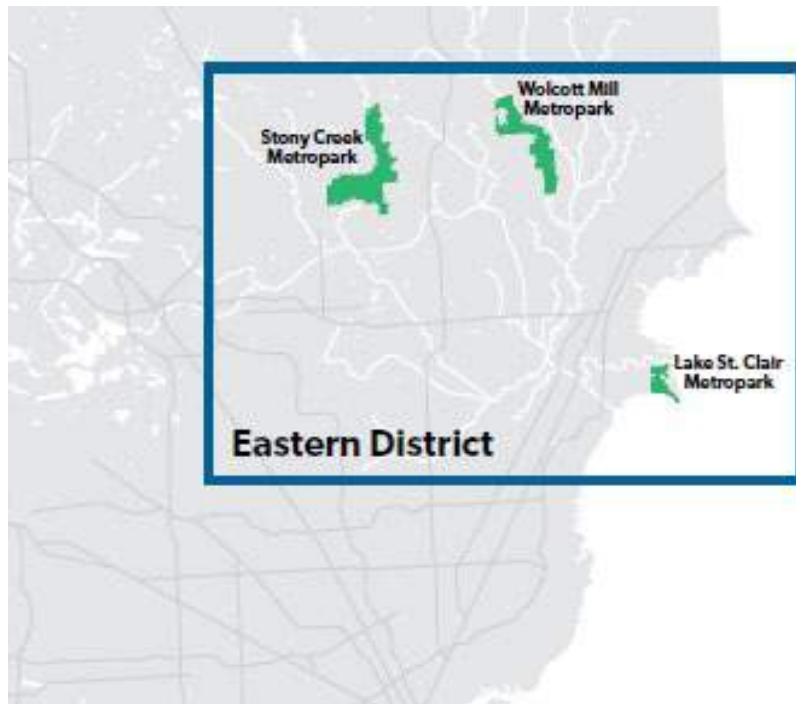 Wolcott Mill
Metropark
Stony Creek
Metropark
Lake St. Clair
Metropark
Eastern District